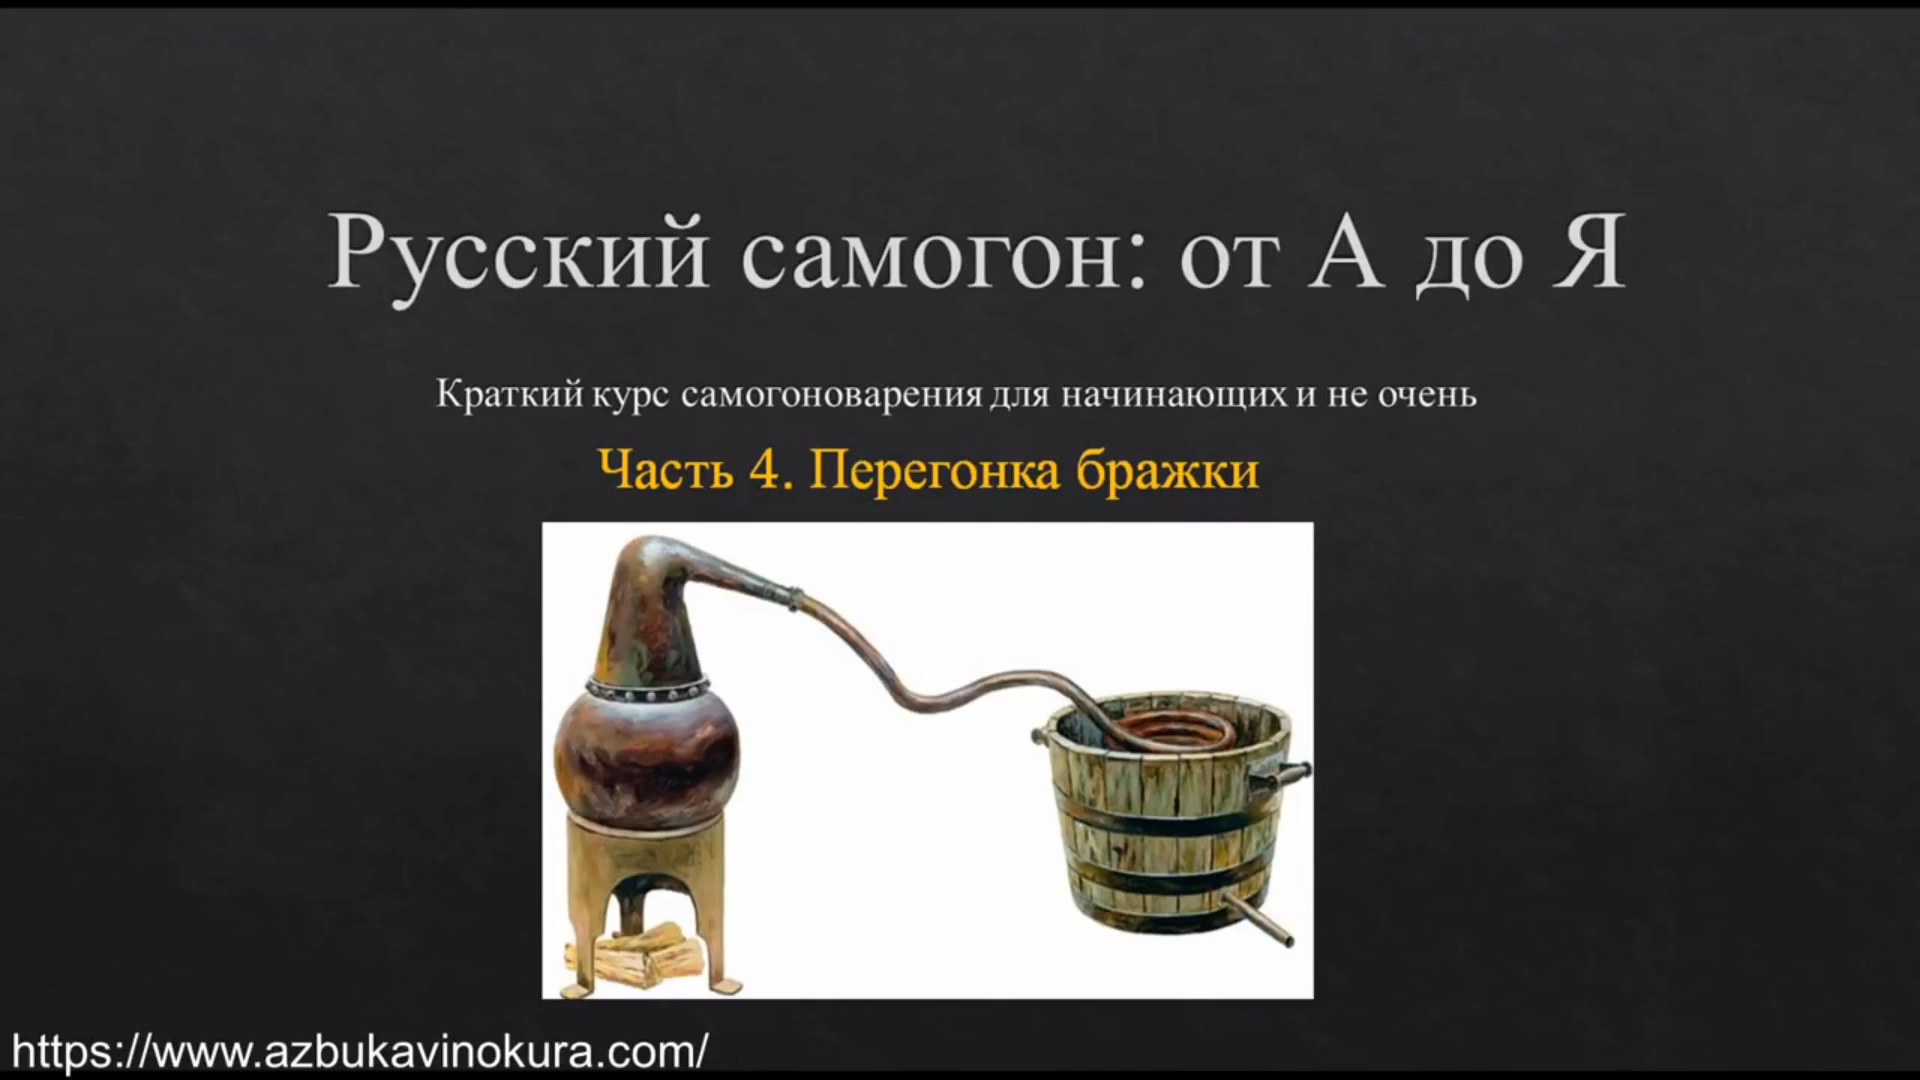 Русский самогон: от А до Я
Краткий курс самогоноварения для начинающих и не очень
Часть 4. Перегонка бражки
https://www.azbukavinokura.com/